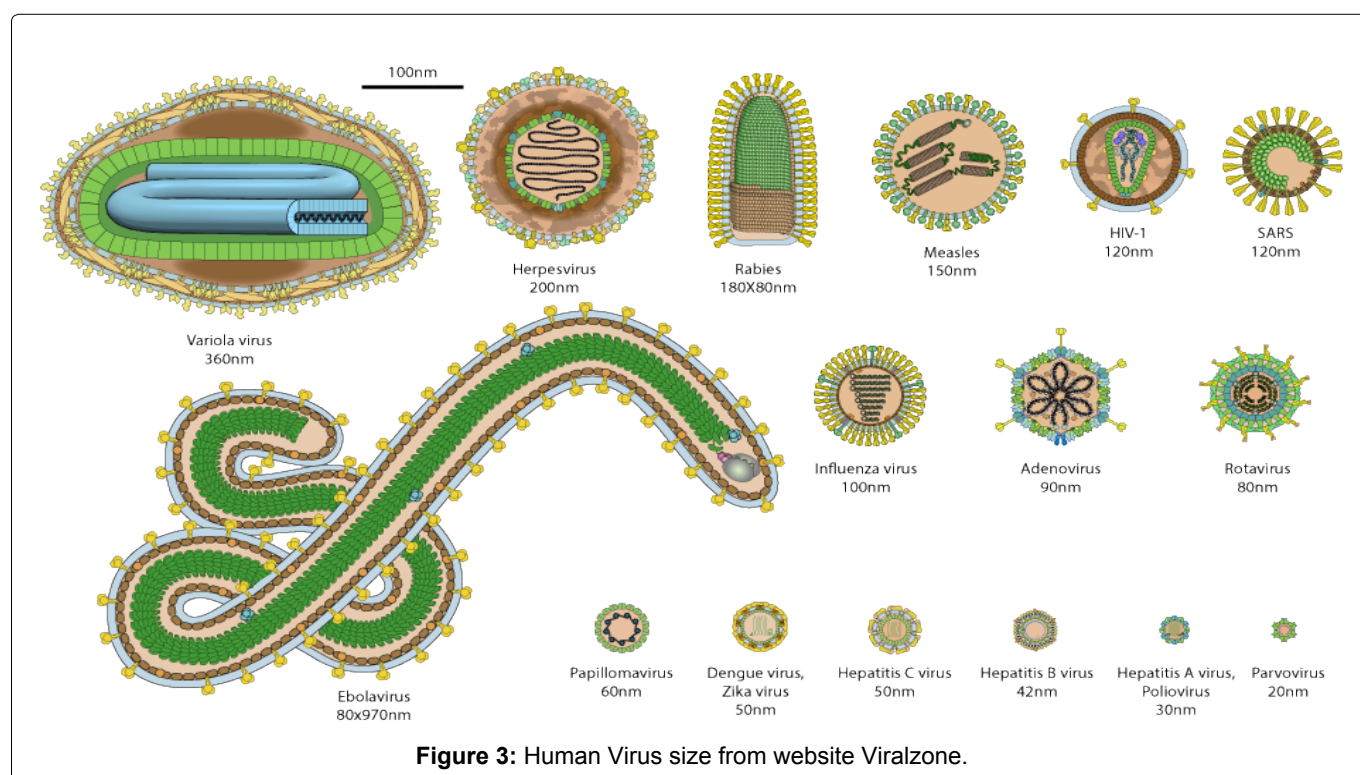 100nm
Herpesvirus
200nm
Rabies
180X80nm
Measles
150nm
HIV-1
120nm
SARS
120nm
Variola virus
360nm
Influenza virus
100nm
Adenovirus
90nm
Rotavirus
80nm
Ebolavirus
80x970nm
Papillomavirus
60nm
Dengue virus,
Zika virus
50nm
Hepatitis C virus
50nm
Hepatitis B virus
42nm
Hepatitis A virus,
Poliovirus
30nm
Parvovirus
20nm
Figure 3: Human Virus size from website Viralzone.